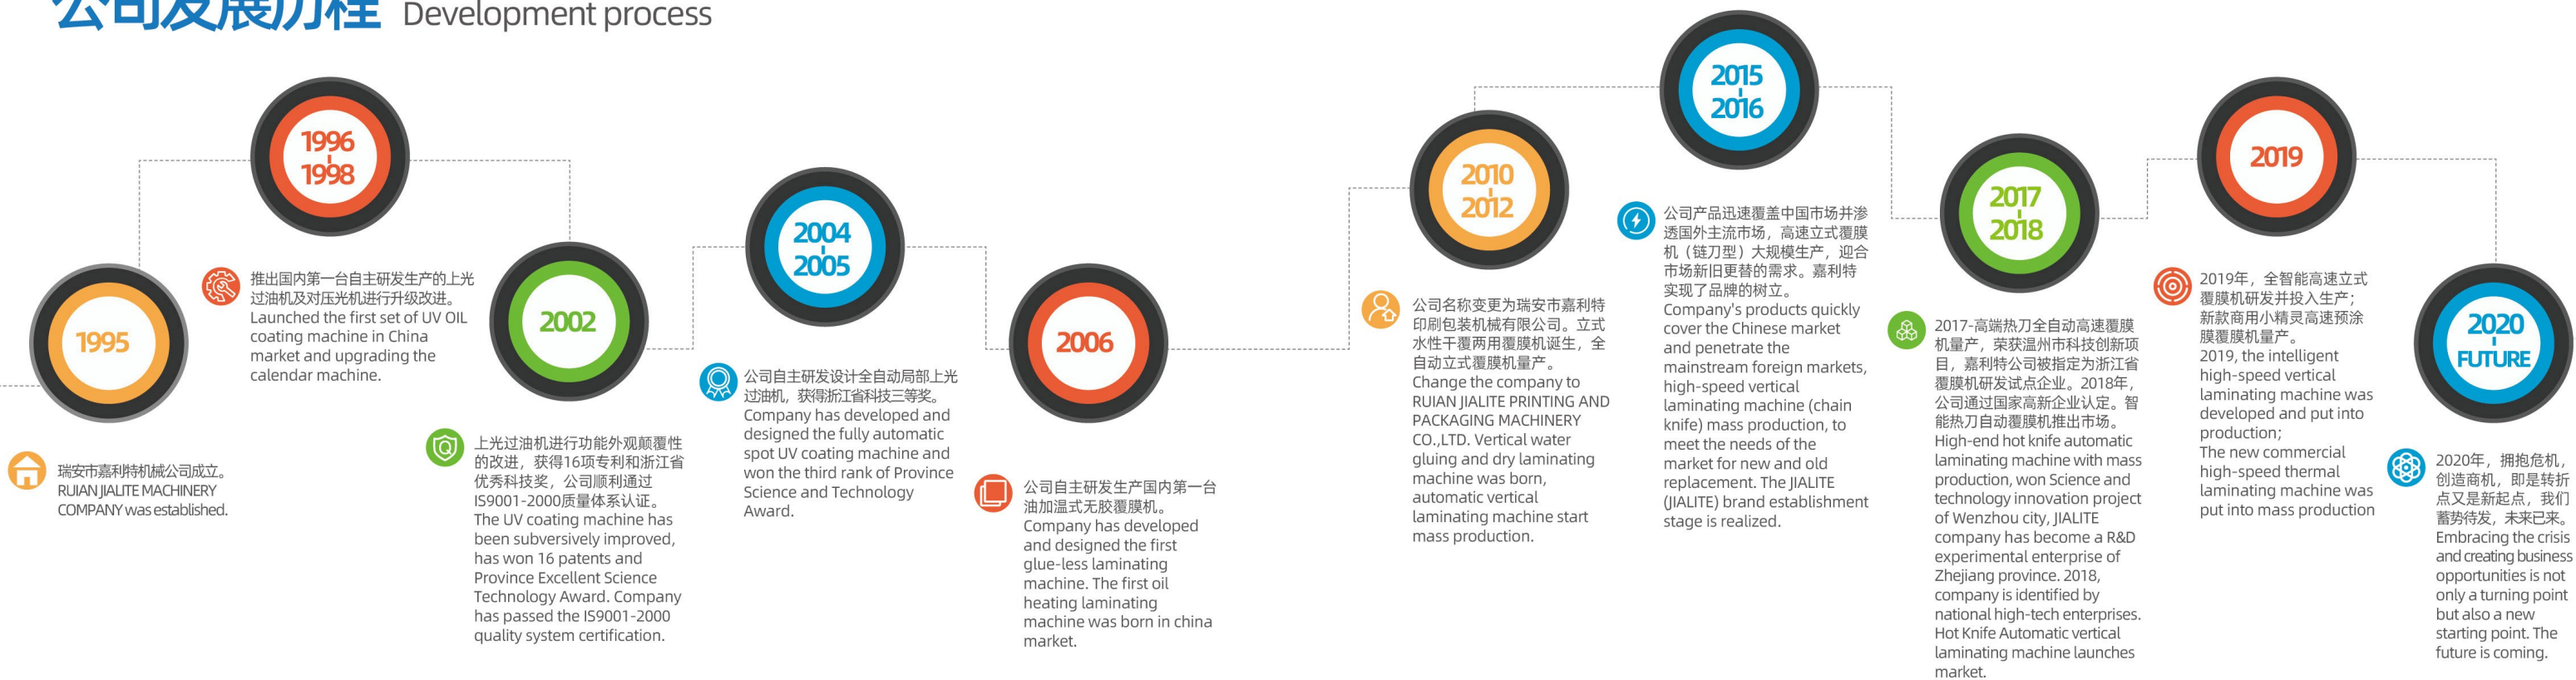 公司发展历程 Development process
1995
瑞安市嘉利特机械公司成立。
RUIAN JIALITE MACHINERY
COMPANY was established.
1996
1998
推出国内第一台自主研发生产的上光
过油机及对压光机进行升级改进。
Launched the first set of UV OIL
coating machine in China
market and upgrading the
calendar machine.
2002
上光过油机进行功能外观颠覆性
的改进，获得16项专利和浙江省
优秀科技奖，公司顺利通过
IS9001-2000质量体系认证。
The UV coating machine has
been subversively improved,
has won 16 patents and
Province Excellent Science
Technology Award. Company
has passed the IS9001-2000
quality system certification.
2004
2005
公司自主研发设计全自动局部上光
过油机，获得浙江省科技三等奖。
Company has developed and
designed the fully automatic
spot UV coating machine and
won the third rank of Province
Science and Technology
Award.
2006
公司自主研发生产国内第一台
油加温式无胶覆膜机。
Company has developed
and designed the first
glue-less laminating
machine. The first oil
heating laminating
machine was born in china
market.
2010
2012
公司名称变更为瑞安市嘉利特
印刷包装机械有限公司。立式
水性干覆两用覆膜机诞生，全
自动立式覆膜机量产。
Change the company to
RUIAN JIALITE PRINTING AND
PACKAGING MACHINERY
CO.,LTD. Vertical water
gluing and dry laminating
machine was born,
automatic vertical
laminating machine start
mass production.
2015
2016
公司产品迅速覆盖中国市场并渗
透国外主流市场，高速立式覆膜
机（链刀型）大规模生产，迎合
市场新旧更替的需求。嘉利特
实现了品牌的树立。
Company's products quickly
cover the Chinese market
and penetrate the
mainstream foreign markets,
high-speed vertical
laminating machine (chain
knife) mass production, to
meet the needs of the
market for new and old
replacement. The JIALITE
(JIALITE) brand establishment
stage is realized.
2017
2018
2017-高端热刀全自动高速覆膜
机量产，荣获温州市科技创新项
目，嘉利特公司被指定为浙江省
覆膜机研发试点企业。2018年，
公司通过国家高新企业认定。智
能热刀自动覆膜机推出市场。
High-end hot knife automatic
laminating machine with mass
production, won Science and
technology innovation project
of Wenzhou city, JIALITE
company has become a R&D
experimental enterprise of
Zhejiang province. 2018,
company is identified by
national high-tech enterprises.
Hot Knife Automatic vertical
laminating machine launches
market.
2019
2019年，全智能高速立式
覆膜机研发并投入生产；
新款商用小精灵高速预涂
膜覆膜机量产。
2019, the intelligent
high-speed vertical
laminating machine was
developed and put into
production;
The new commercial
high-speed thermal
laminating machine was
put into mass production
2020
FUTURE
2020年，拥抱危机，
创造商机，即是转折
点又是新起点，我们
蓄势待发，未来已来。
Embracing the crisis
and creating business
opportunities is not
only a turning point
but also a new
starting point. The
future is coming.